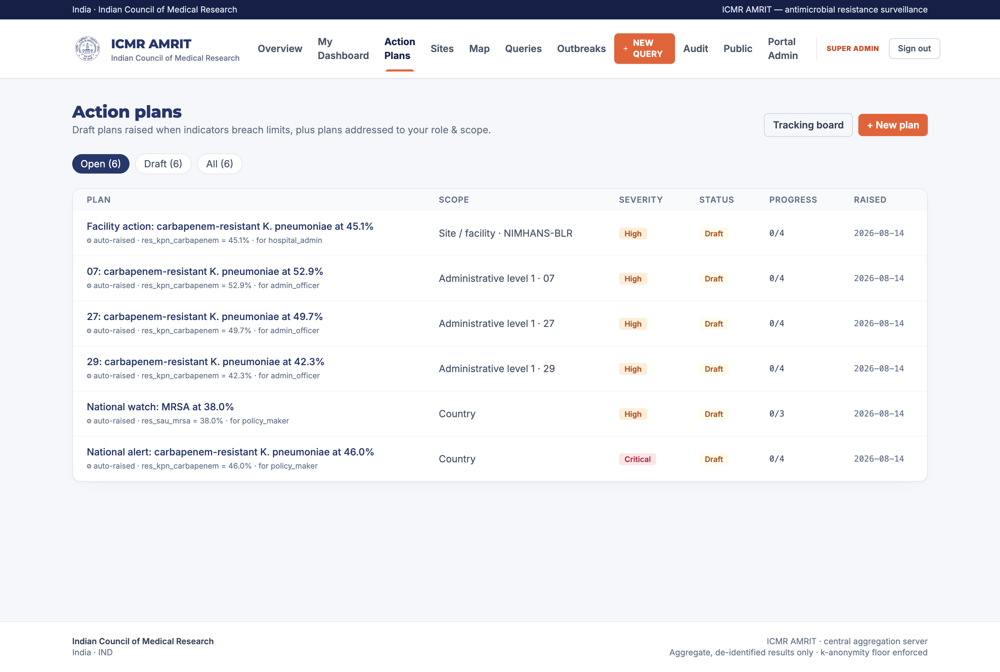 India · Indian Council of Medical Research
ICMR AMRIT — antimicrobial resistance surveillance
ICMR AMRIT
Indian Council of Medical Research
Overview
My Dashboard
Action Plans
Sites
Map
Queries
Outbreaks
+ NEW QUERY
Audit
Public
Portal Admin
SUPER ADMIN
Sign out
Action plans
Draft plans raised when indicators breach limits, plus plans addressed to your role & scope.
Tracking board
+ New plan
Open (6)
Draft (6)
All (6)
PLAN SCOPE SEVERITY STATUS PROGRESS RAISED
Facility action: carbapenem-resistant K. pneumoniae at 45.1%
⚙ auto-raised · res_kpn_carbapenem = 45.1% · for hospital_admin
Site / facility · NIMHANS-BLR High Draft 0/4 2026-08-14
07: carbapenem-resistant K. pneumoniae at 52.9%
⚙ auto-raised · res_kpn_carbapenem = 52.9% · for admin_officer
Administrative level 1 · 07 High Draft 0/4 2026-08-14
27: carbapenem-resistant K. pneumoniae at 49.7%
⚙ auto-raised · res_kpn_carbapenem = 49.7% · for admin_officer
Administrative level 1 · 27 High Draft 0/4 2026-08-14
29: carbapenem-resistant K. pneumoniae at 42.3%
⚙ auto-raised · res_kpn_carbapenem = 42.3% · for admin_officer
Administrative level 1 · 29 High Draft 0/4 2026-08-14
National watch: MRSA at 38.0%
⚙ auto-raised · res_sau_mrsa = 38.0% · for policy_maker
Country High Draft 0/3 2026-08-14
National alert: carbapenem-resistant K. pneumoniae at 46.0%
⚙ auto-raised · res_kpn_carbapenem = 46.0% · for policy_maker
Country Critical Draft 0/4 2026-08-14
Indian Council of Medical Research
India · IND
ICMR AMRIT · central aggregation server
Aggregate, de-identified results only · k-anonymity floor enforced